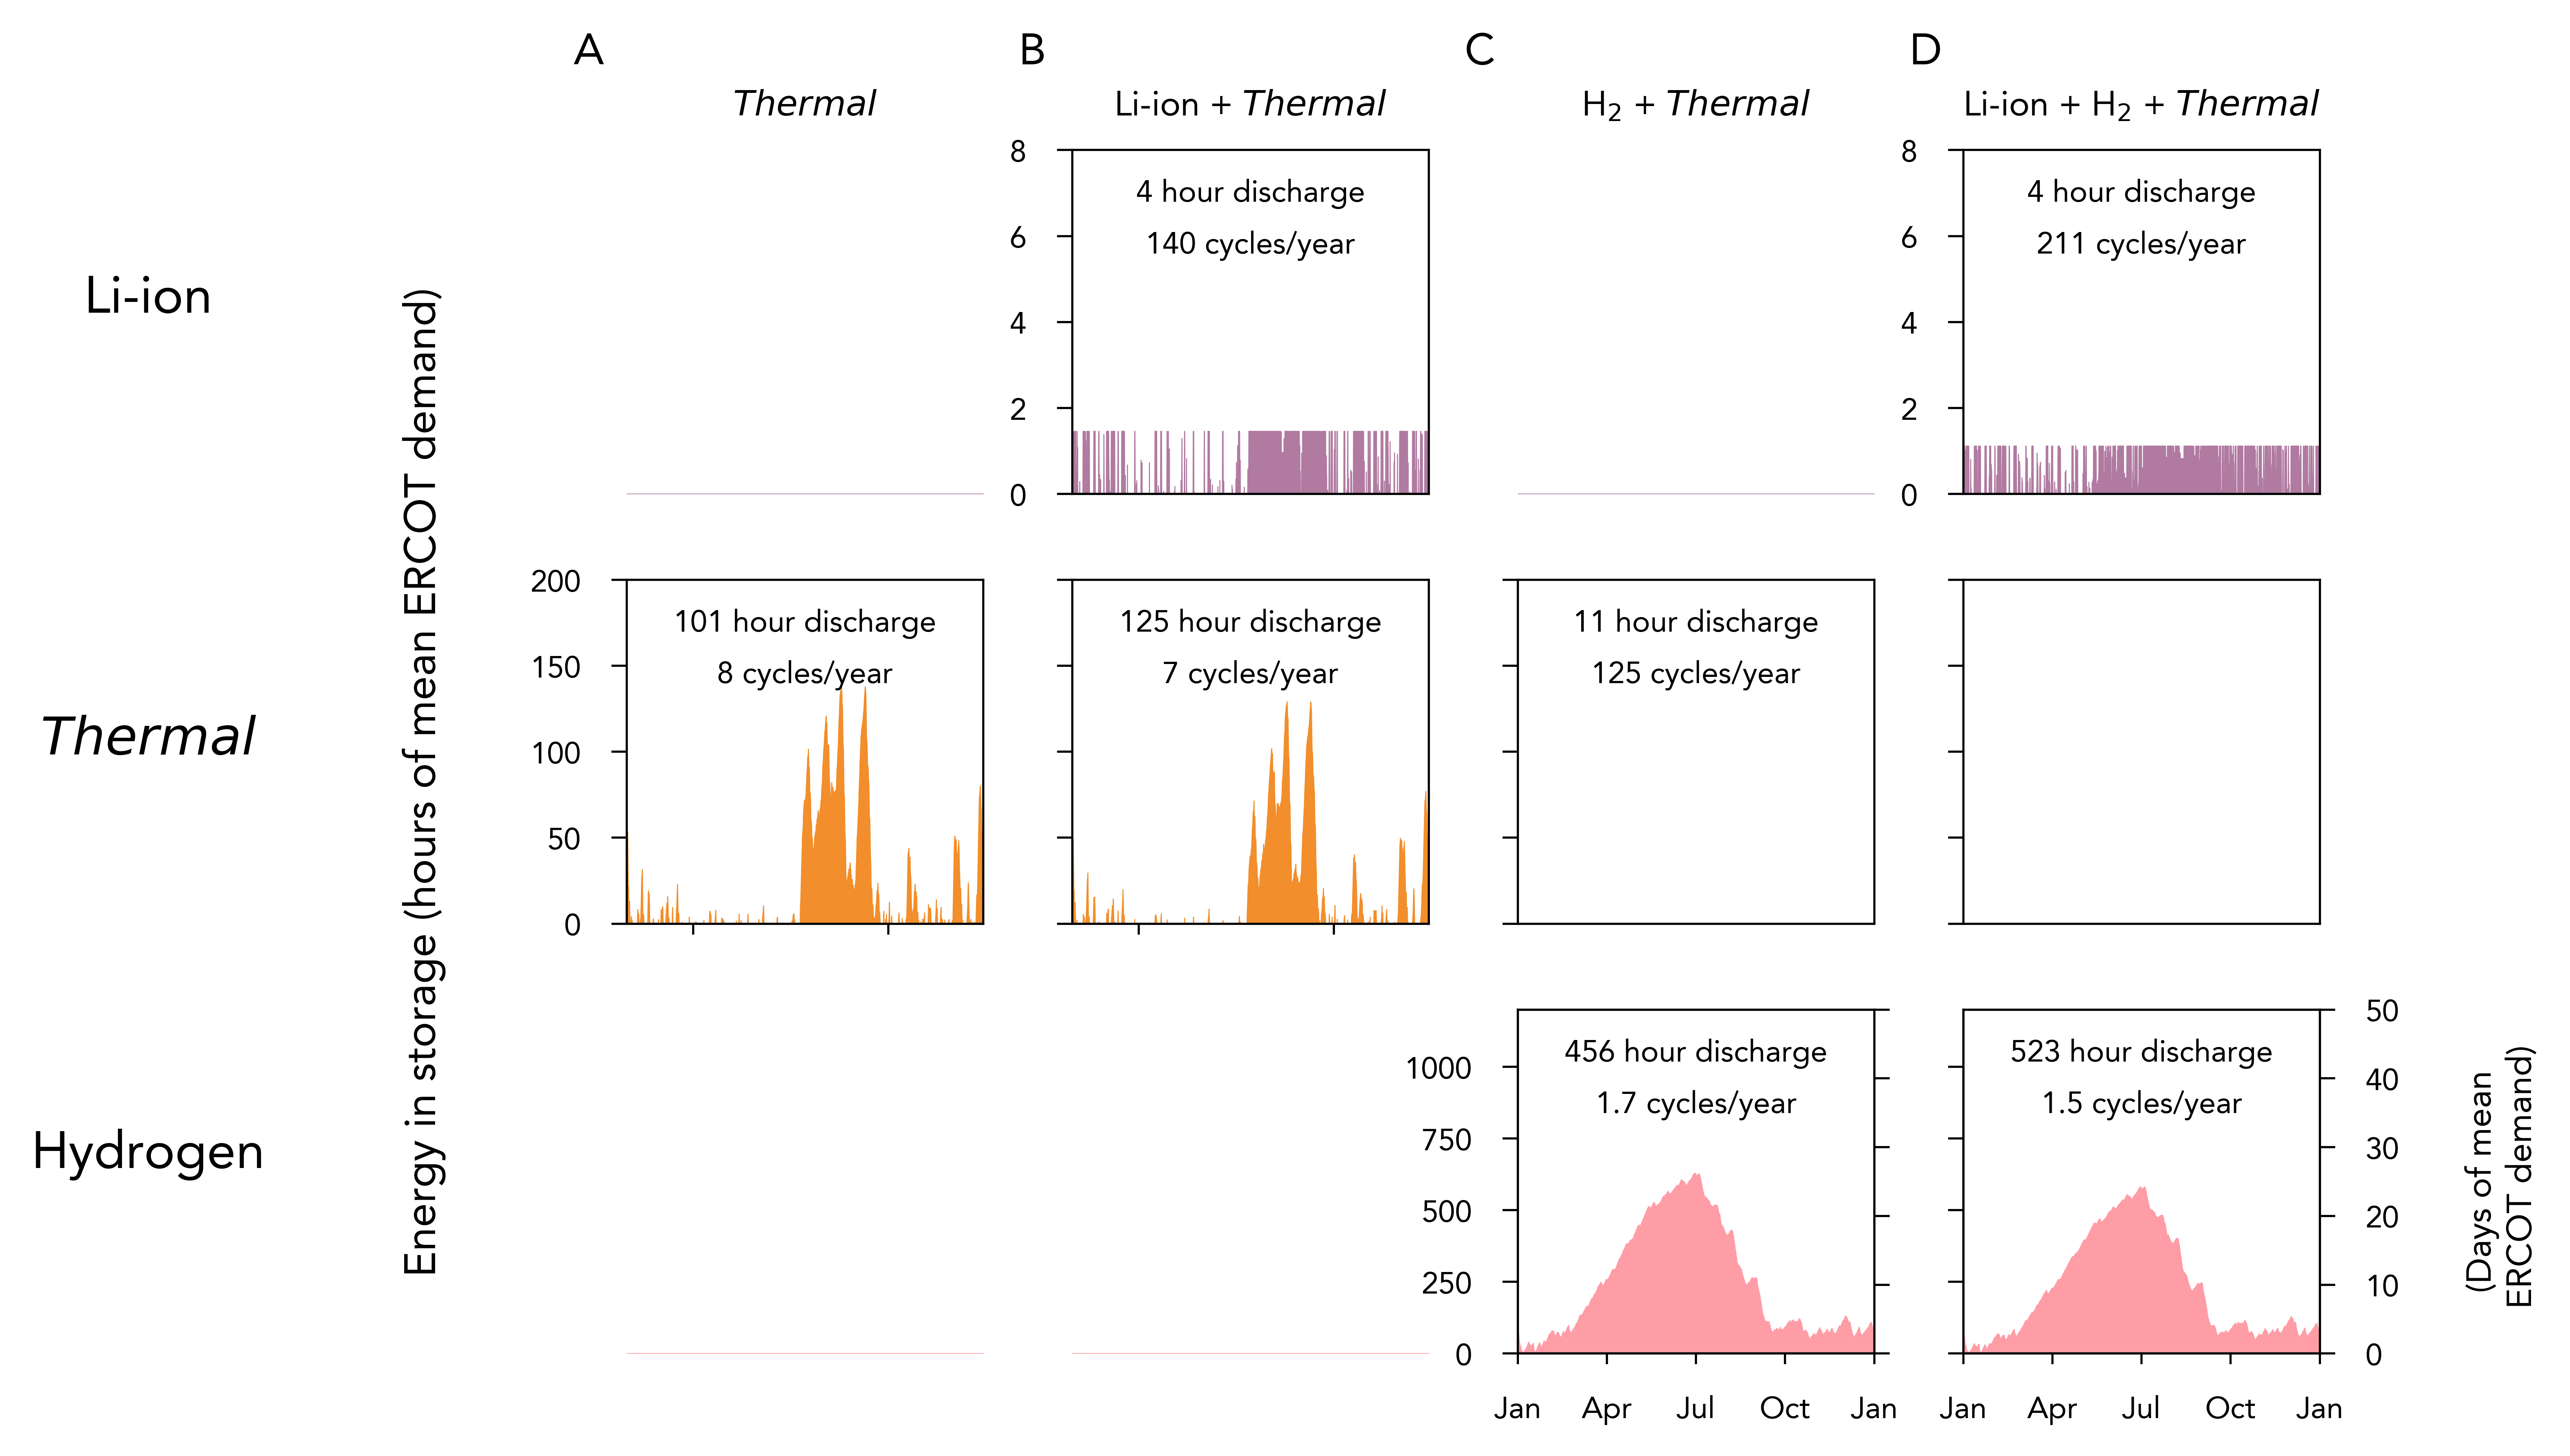 A
B
C
D
Thermal
Li-ion + Thermal
H₂ + Thermal
Li-ion + H₂ + Thermal
Li-ion
Thermal
Hydrogen
Energy in storage (hours of mean ERCOT demand)
8
6
4
2
0
4 hour discharge
140 cycles/year
8
6
4
2
0
4 hour discharge
211 cycles/year
200
150
100
50
0
101 hour discharge
8 cycles/year
125 hour discharge
7 cycles/year
11 hour discharge
125 cycles/year
1000
750
500
250
0
456 hour discharge
1.7 cycles/year
Jan
Apr
Jul
Oct
Jan
523 hour discharge
1.5 cycles/year
Jan
Apr
Jul
Oct
Jan
50
40
30
20
10
0
(Days of mean
ERCOT demand)